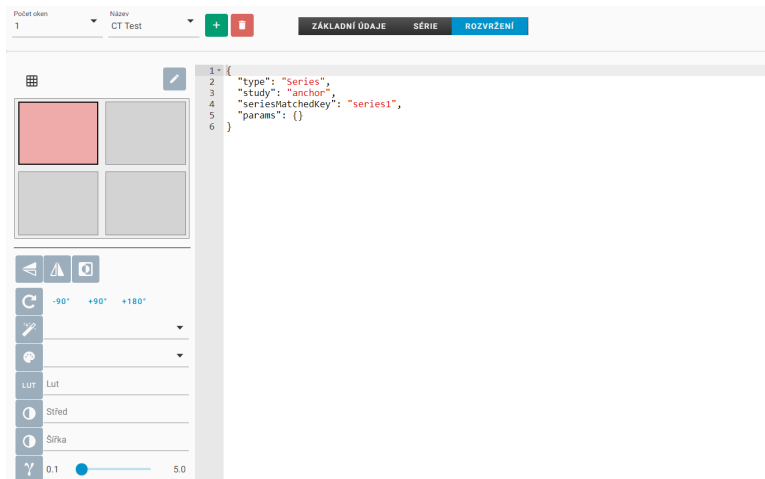 Počet oken
1
Název
CT Test
+
ZÁKLADNÍ ÚDAJE
SÉRIE
ROZVRŽENÍ
1 {
2 "type": "Series",
3 "study": "anchor",
4 "seriesMatchedKey": "series1",
5 "params": {}
6 }
-90°
+90°
+180°
LUT
Lut
Střed
Šířka
0.1
5.0